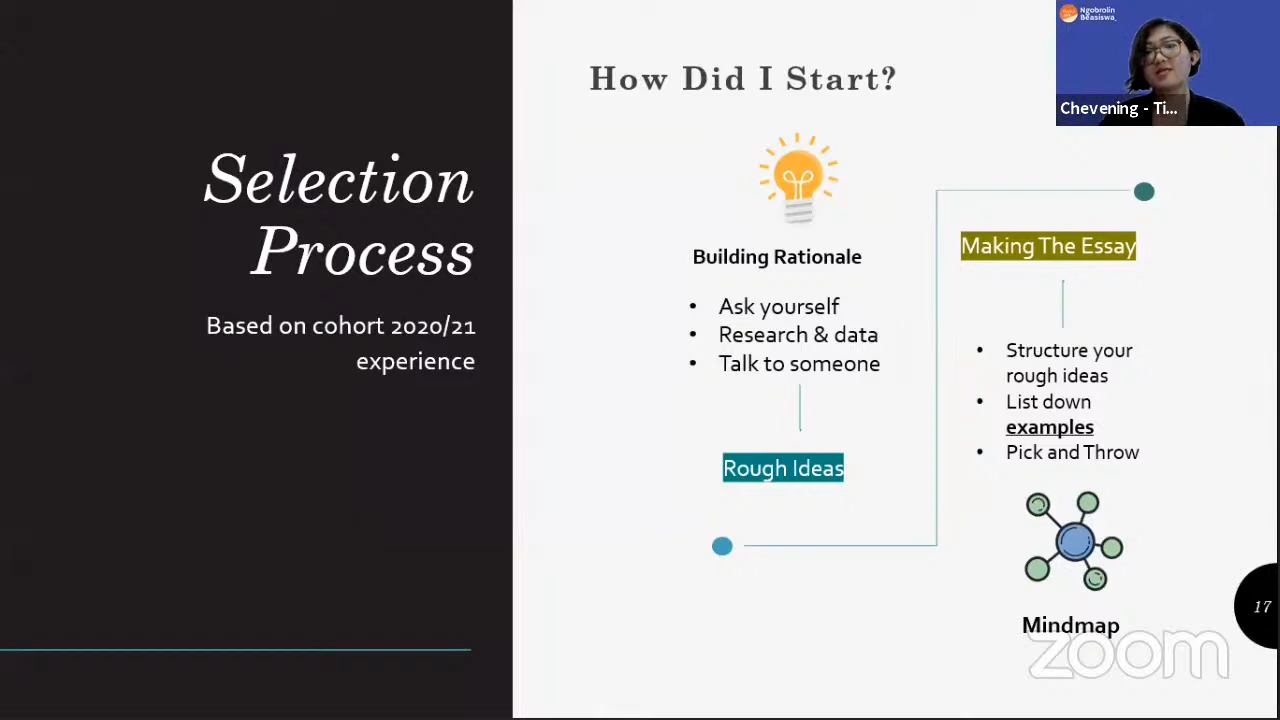 Selection
Process
Based on cohort 2020/21
experience
How Did I Start?
Building Rationale
• Ask yourself
• Research & data
• Talk to someone
Rough Ideas
Making The Essay
• Structure your
rough ideas
• List down
examples
• Pick and Throw
Mindmap
17
zoom
Ngobrolin
Beasiswa
Chevening - Ti...